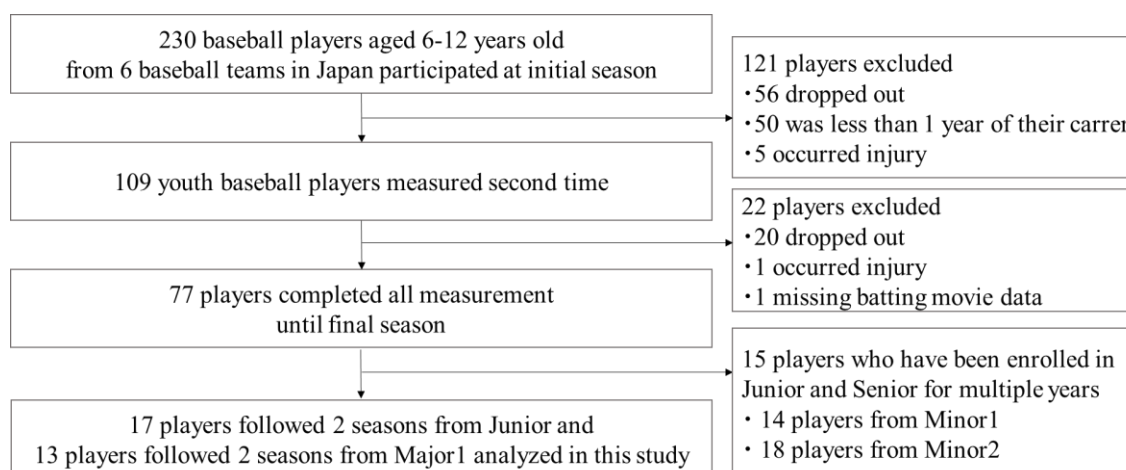 230 baseball players aged 6-12 years old
from 6 baseball teams in Japan participated at initial season
121 players excluded
・56 dropped out
・50 was less than 1 year of their carrer
・5 occurred injury
109 youth baseball players measured second time
22 players excluded
・20 dropped out
・1 occurred injury
・1 missing batting movie data
77 players completed all measurement
until final season
15 players who have been enrolled in
Junior and Senior for multiple years
・14 players from Minor1
・18 players from Minor2
17 players followed 2 seasons from Junior and
13 players followed 2 seasons from Major1 analyzed in this study